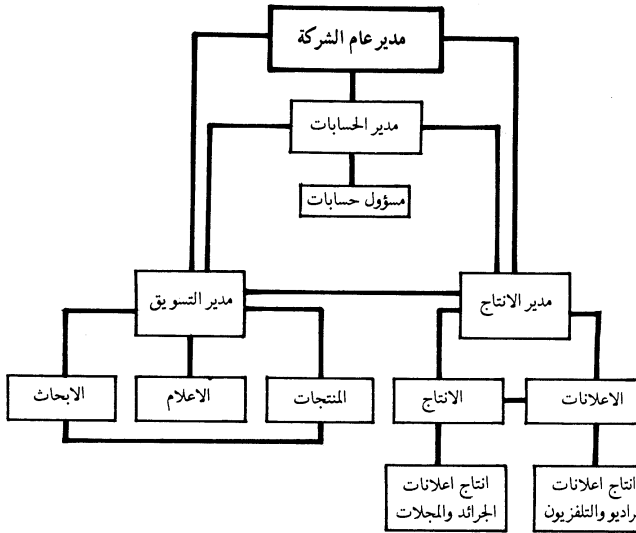 مدير عام الشركة
مدير الحسابات
مسؤول حسابات
مدير الانتاج
مدير التسويق
الاعلانات
الانتاج
المنتجات
الاعلام
الابحاث
انتاج اعلانات
والتلفزيون
انتاج اعلانات
الجرائد والمجلات